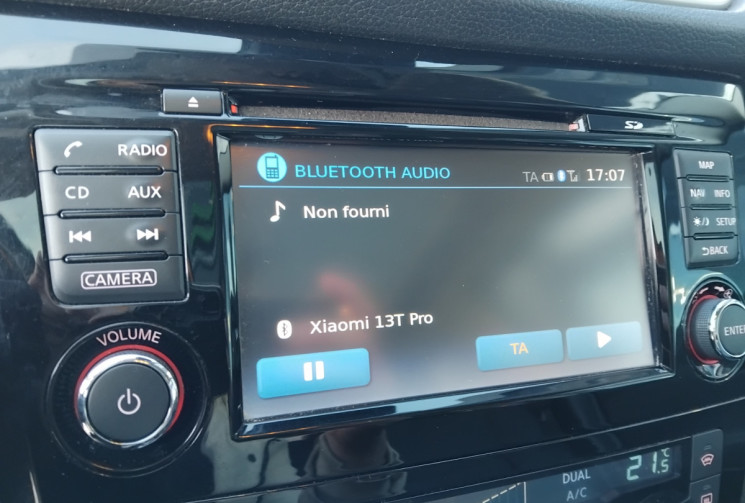 RADIO
CD AUX
CAMERA
VOLUME
SD
BLUETOOTH AUDIO TA 17:07
Non fourni
Xiaomi 13T Pro
TA
MAP
NAV INFO
SETUP
BACK
ENTER
DUAL
A/C
21.5°C